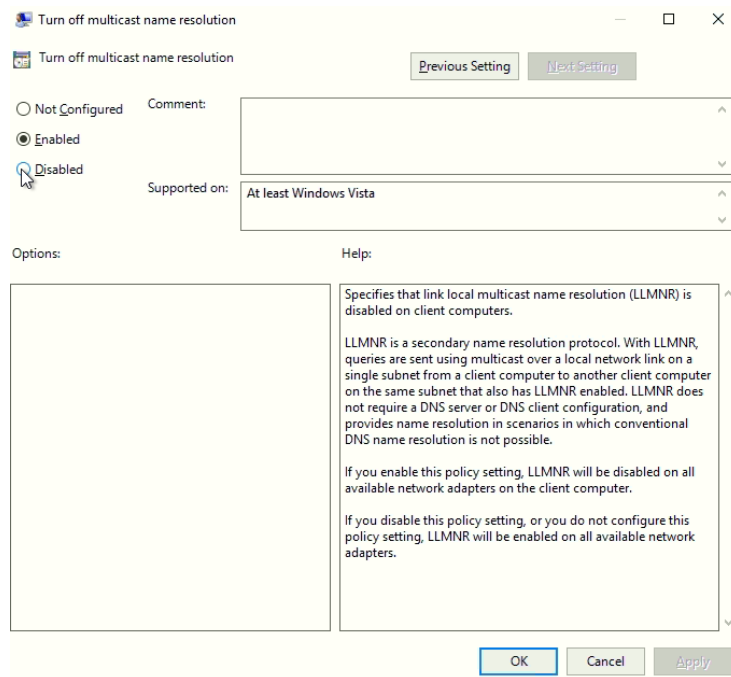 Turn off multicast name resolution
Turn off multicast name resolution
Previous Setting
Next Setting
Not Configured
Comment:
Enabled
Disabled
Supported on:
At least Windows Vista
Options:
Help:
Specifies that link local multicast name resolution (LLMNR) is
disabled on client computers.
LLMNR is a secondary name resolution protocol. With LLMNR,
queries are sent using multicast over a local network link on a
single subnet from a client computer to another client computer
on the same subnet that also has LLMNR enabled. LLMNR does
not require a DNS server or DNS client configuration, and
provides name resolution in scenarios in which conventional
DNS name resolution is not possible.
If you enable this policy setting, LLMNR will be disabled on all
available network adapters on the client computer.
If you disable this policy setting, or you do not configure this
policy setting, LLMNR will be enabled on all available network
adapters.
OK
Cancel
Apply